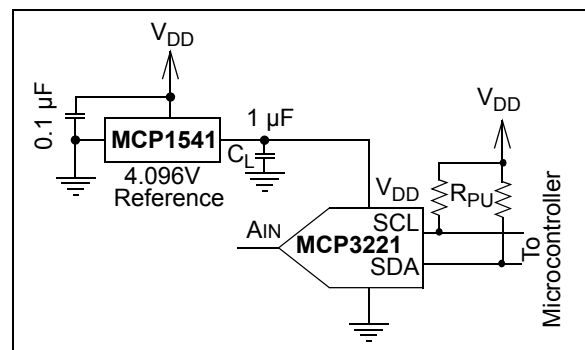 VDD
0.1 µF
MCP1541
4.096V
Reference
1 µF
CL
VDD
RPU
VDD
AIN
MCP3221
SCL
SDA
To
Microcontroller